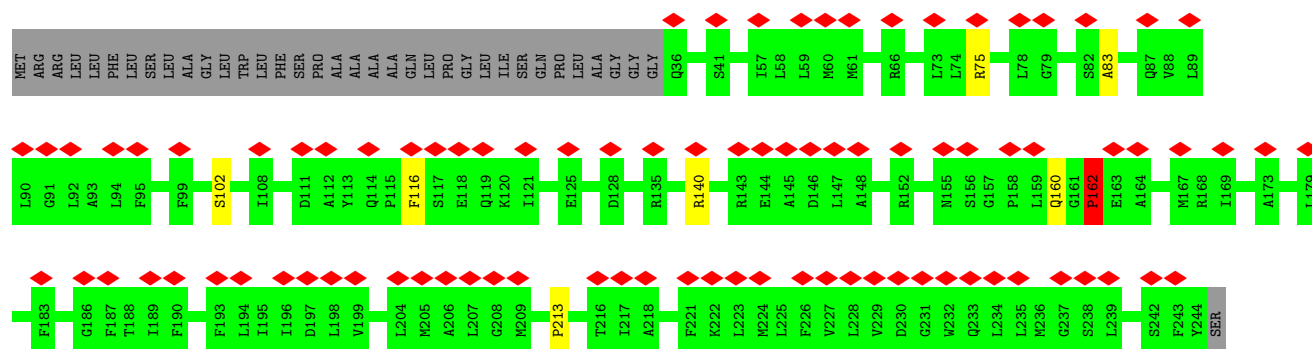 MET ARG ARG LEU LEU PHE LEU SER LEU ALA GLY LEU TRP LEU PHE SER PRO ALA ALA ALA ALA GLN LEU PRO GLY LEU ILE SER GLN PRO LEU ALA GLY GLY GLY Q36 S41 I57 L58 L59 M60 M61 R66 L73 L74 R75 L78 G79 S82 A83 Q87 V88 L89
L90 G91 L92 A93 L94 F95 F99 S102 I108 D111 A112 Y113 Q114 P115 F116 S117 E118 Q119 K120 I121 E125 D128 R135 R140 R143 E144 A145 D146 L147 A148 R152 N155 S156 G157 P158 L159 Q160 G161 P162 E163 A164 M167 R168 I169 A173 L179
F183 G186 F187 T188 I189 F190 F193 L194 I195 I196 D197 L198 V199 L204 M205 A206 L207 G208 M209 P213 T216 I217 A218 F221 K222 L223 M224 L225 F226 V227 L228 V229 D230 G231 W232 Q233 L234 L235 M236 G237 S238 L239 S242 F243 Y244 SER